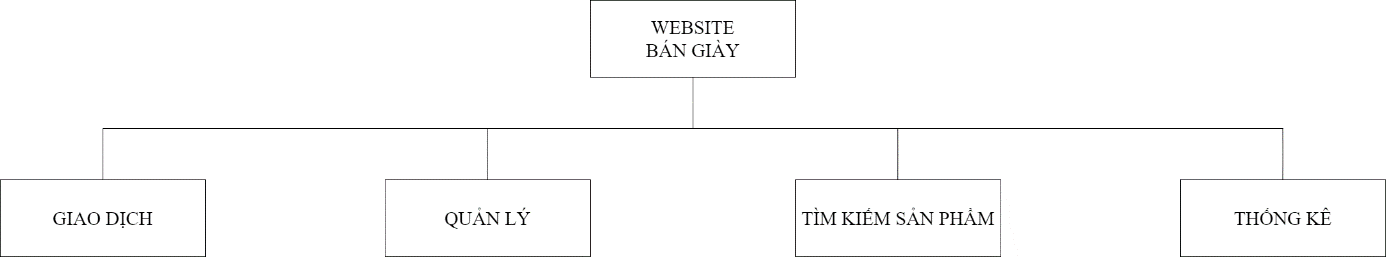 WEBSITE
BÁN GIÀY
GIAO DỊCH
QUẢN LÝ
TÌM KIẾM SẢN PHẨM
THỐNG KÊ